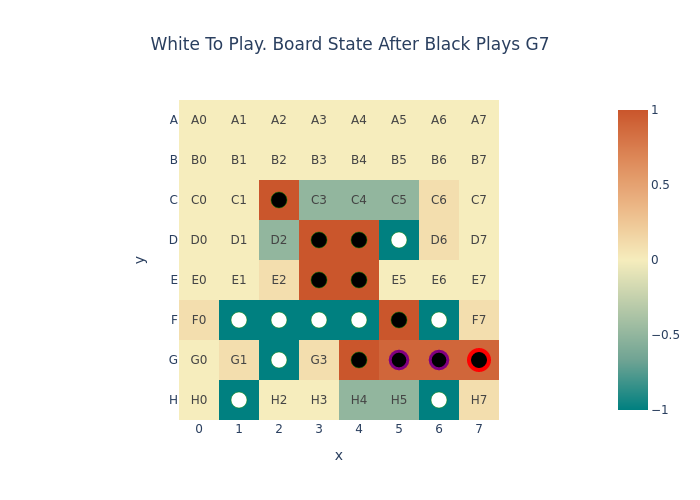 White To Play. Board State After Black Plays G7
A A0 A1 A2 A3 A4 A5 A6 A7
B B0 B1 B2 B3 B4 B5 B6 B7
C C0 C1 C3 C4 C5 C6 C7
D D0 D1 D2 D6 D7
E E0 E1 E2 E5 E6 E7
F F0 F7
G G0 G1 G3
H H0 H2 H3 H4 H5 H7
0 1 2 3 4 5 6 7
x
y
1
0.5
0
−0.5
−1